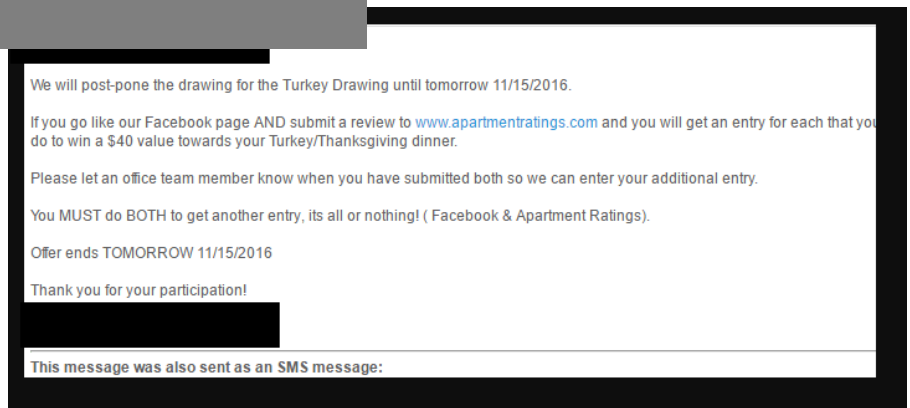 We will post-pone the drawing for the Turkey Drawing until tomorrow 11/15/2016.
If you go like our Facebook page AND submit a review to www.apartmentratings.com and you will get an entry for each that you
do to win a $40 value towards your Turkey/Thanksgiving dinner.
Please let an office team member know when you have submitted both so we can enter your additional entry.
You MUST do BOTH to get another entry, its all or nothing! ( Facebook & Apartment Ratings).
Offer ends TOMORROW 11/15/2016
Thank you for your participation!
This message was also sent as an SMS message: